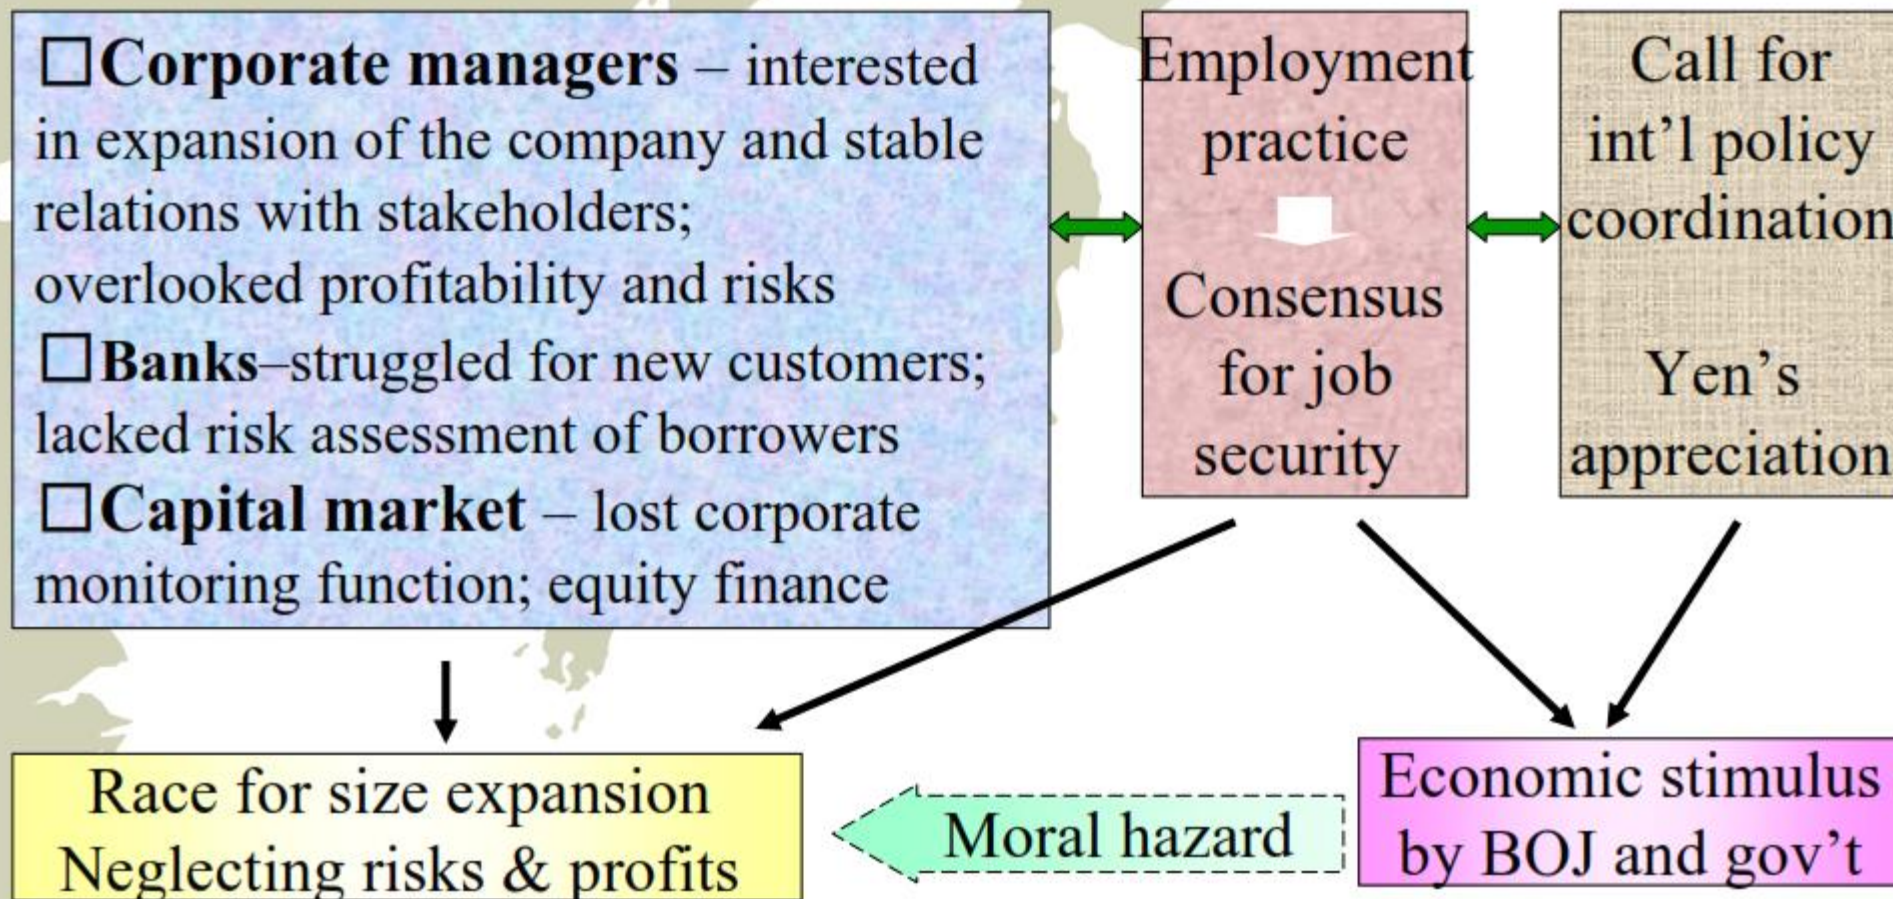 □Corporate managers – interested
in expansion of the company and stable
relations with stakeholders;
overlooked profitability and risks
□Banks–struggled for new customers;
lacked risk assessment of borrowers
□Capital market – lost corporate
monitoring function; equity finance
Employment
practice
Consensus
for job
security
Call for
int’l policy
coordination
Yen’s
appreciation
Race for size expansion
Neglecting risks & profits
Moral hazard
Economic stimulus
by BOJ and gov’t